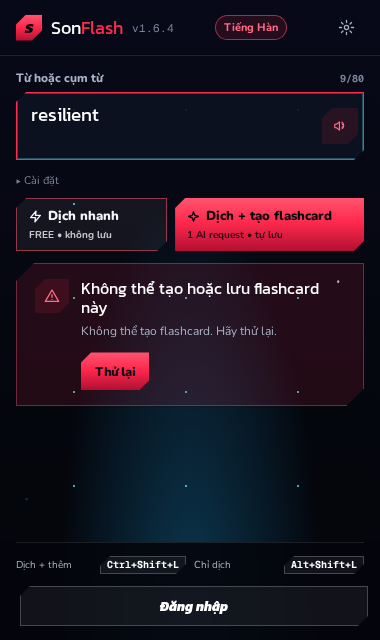 S SonFlash v1.6.4 Tiếng Hàn
Từ hoặc cụm từ 9/80
resilient
▸ Cài đặt
Dịch nhanh
FREE • không lưu
Dịch + tạo flashcard
1 AI request • tự lưu
Không thể tạo hoặc lưu flashcard
này
Không thể tạo flashcard. Hãy thử lại.
Thử lại
Dịch + thêm Ctrl+Shift+L Chỉ dịch Alt+Shift+L
Đăng nhập